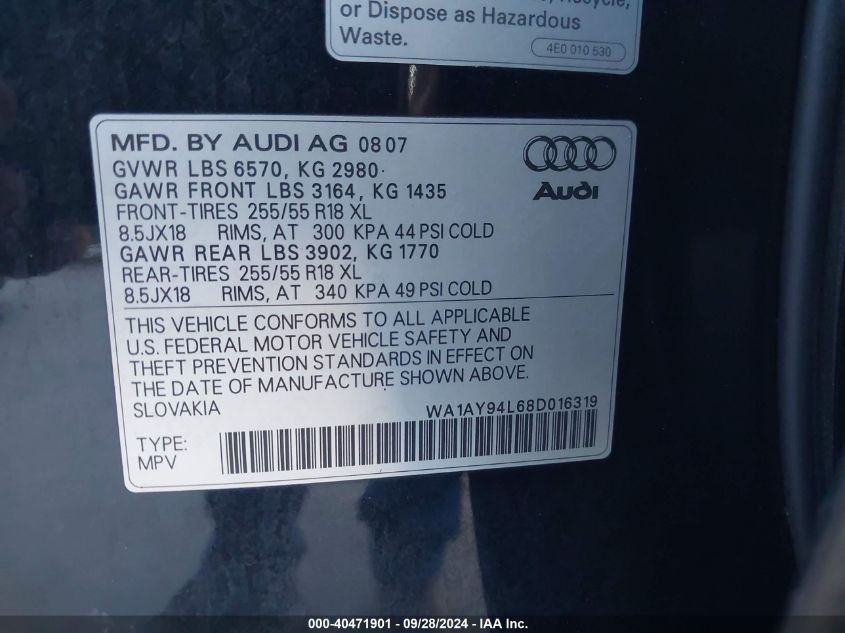 or Dispose as Hazardous
Waste.
4E0 010 530
MFD. BY AUDI AG 08 07
GVWR LBS 6570, KG 2980
GAWR FRONT LBS 3164, KG 1435
FRONT-TIRES 255/55 R18 XL
8.5JX18 RIMS, AT 300 KPA 44 PSI COLD
GAWR REAR LBS 3902, KG 1770
REAR-TIRES 255/55 R18 XL
8.5JX18 RIMS, AT 340 KPA 49 PSI COLD
Audi
THIS VEHICLE CONFORMS TO ALL APPLICABLE
U.S. FEDERAL MOTOR VEHICLE SAFETY AND
THEFT PREVENTION STANDARDS IN EFFECT ON
THE DATE OF MANUFACTURE SHOWN ABOVE.
SLOVAKIA WA1AY94L68D016319
TYPE:
MPV
000-40471901 - 09/28/2024 - IAA Inc.